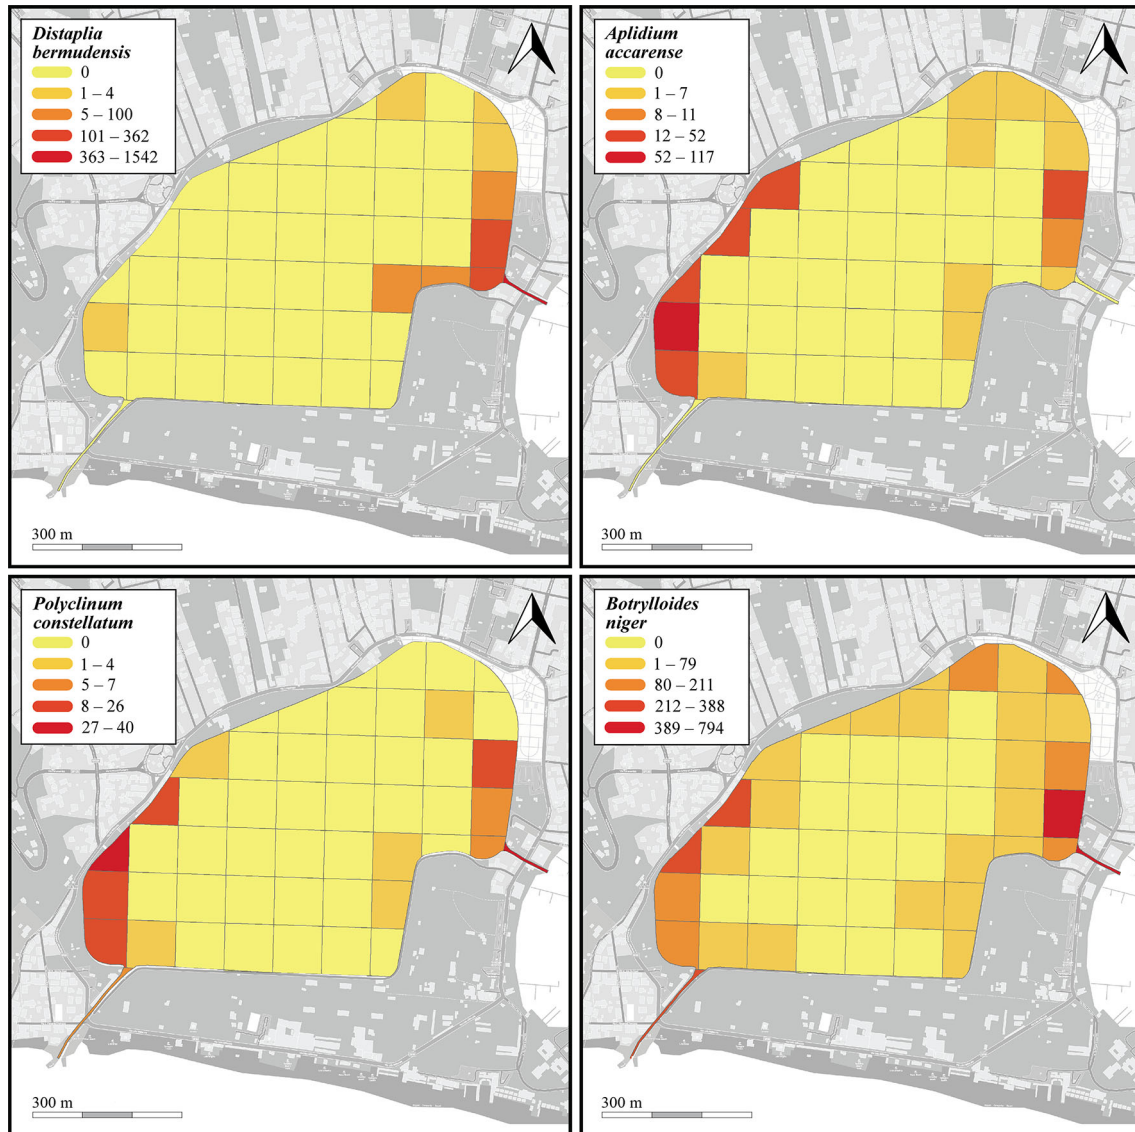 Distaplia
bermudensis
0
1 – 4
5 – 100
101 – 362
363 – 1542
300 m
Aplidium
accarense
0
1 – 7
8 – 11
12 – 52
52 – 117
300 m
Polyclinum
constellatum
0
1 – 4
5 – 7
8 – 26
27 – 40
300 m
Botrylloides
niger
0
1 – 79
80 – 211
212 – 388
389 – 794
300 m